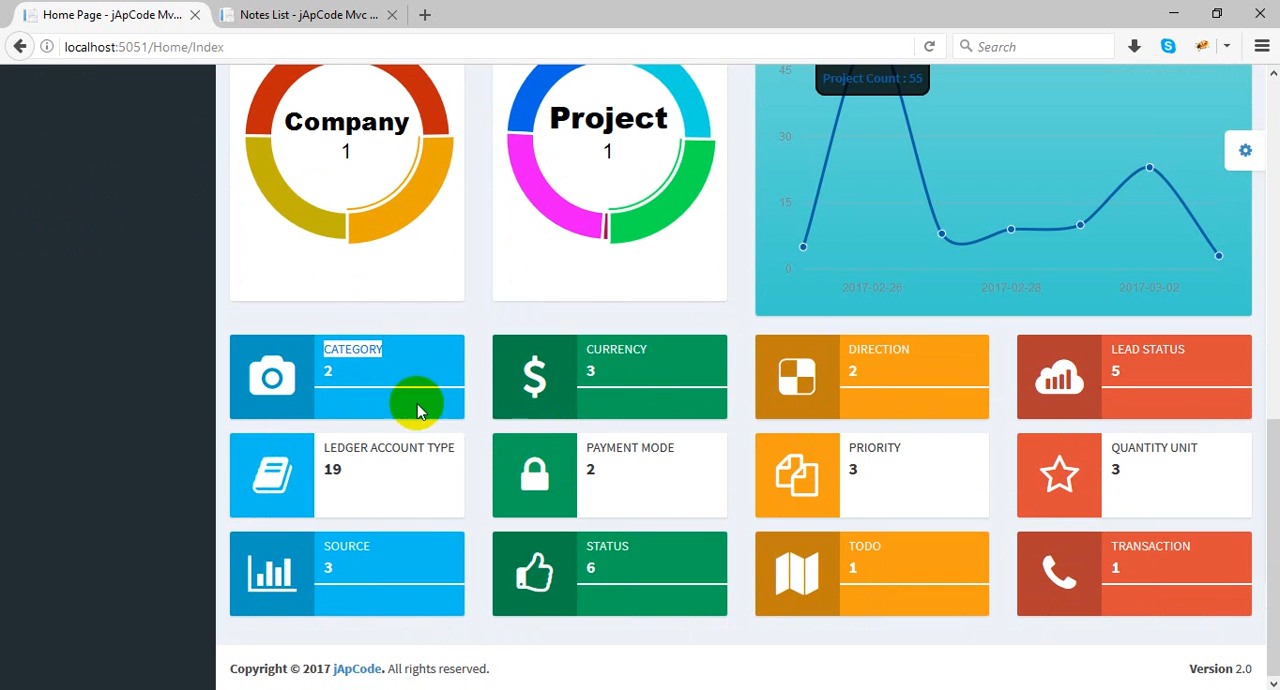 Home Page - jApCode Mv...
Notes List - jApCode Mvc ...
localhost:5051/Home/Index
Search
Company
1
Project
1
45
Project Count : 55
30
15
0
2017-02-26
2017-02-28
2017-03-02
CATEGORY
2
CURRENCY
3
DIRECTION
2
LEAD STATUS
5
LEDGER ACCOUNT TYPE
19
PAYMENT MODE
2
PRIORITY
3
QUANTITY UNIT
3
SOURCE
3
STATUS
6
TODO
1
TRANSACTION
1
Copyright © 2017 jApCode. All rights reserved.
Version 2.0